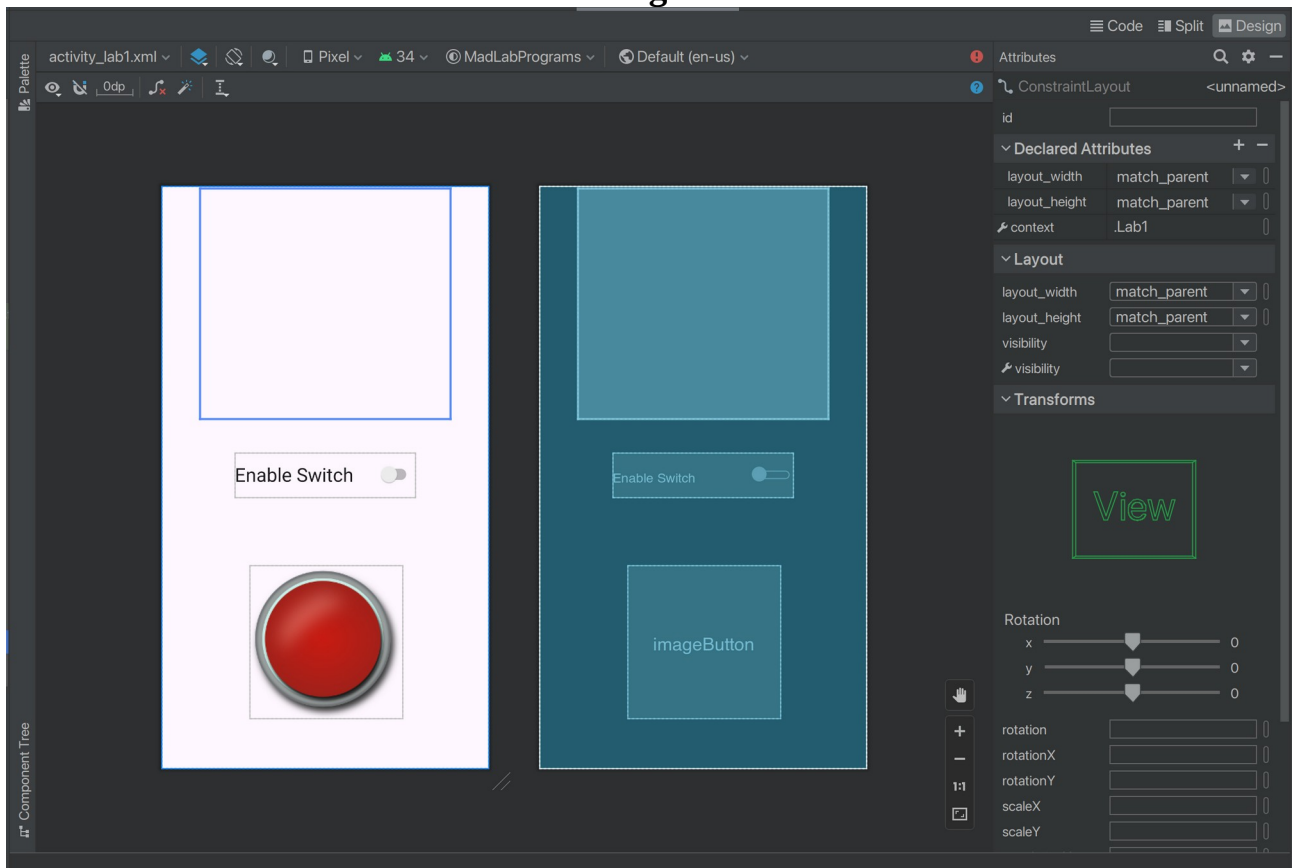 Code Split Design
Palette
activity_lab1.xml Pixel 34 MadLabPrograms Default (en-us)
Attributes
0dp
ConstraintLayout <unnamed>
id
Declared Attributes
layout_width match_parent
layout_height match_parent
context .Lab1
Layout
layout_width match_parent
layout_height match_parent
visibility
visibility
Transforms
Enable Switch
Enable Switch
View
imageButton
Rotation
x 0
y 0
z 0
rotation
rotationX
rotationY
scaleX
scaleY
1:1
Component Tree